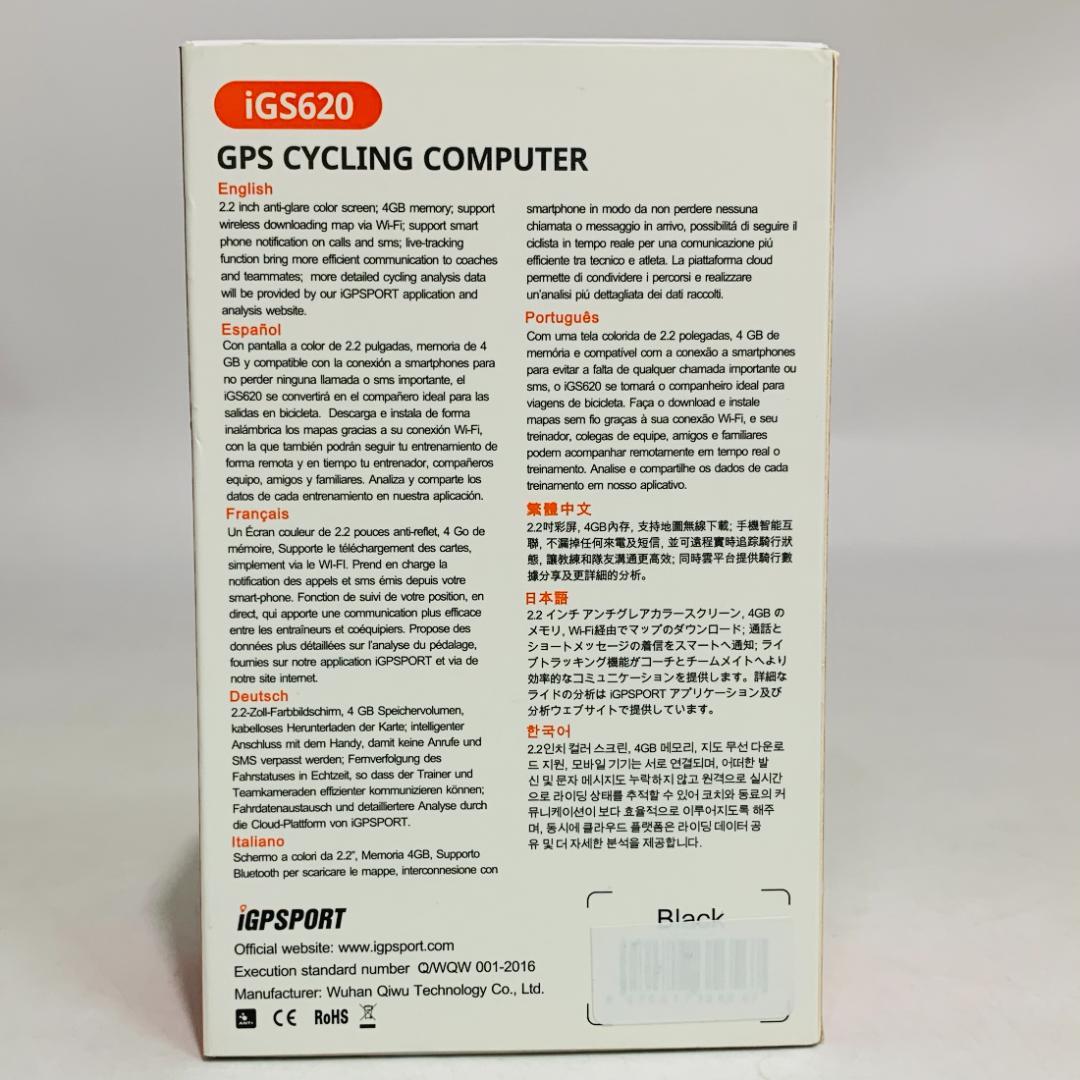 iGS620
GPS CYCLING COMPUTER
English
2.2 inch anti-glare color screen; 4GB memory; support
wireless downloading map via Wi-Fi; support smart
phone notification on calls and sms; live-tracking
function bring more efficient communication to coaches
and teammates; more detailed cycling analysis data
will be provided by our iGPSPORT application and
analysis website.
Español
Con pantalla a color de 2.2 pulgadas, memoria de 4
GB y compatible con la conexión a smartphones para
no perder ninguna llamada o sms importante, el
iGS620 se convertirá en el compañero ideal para las
salidas en bicicleta. Descarga e instala de forma
inalámbrica los mapas gracias a su conexión Wi-Fi,
con la que también podrán seguir tu entrenamiento de
forma remota y en tiempo tu entrenador, compañeros
equipo, amigos y familiares. Analiza y comparte los
datos de cada entrenamiento en nuestra aplicación.
Français
Un Écran couleur de 2.2 pouces anti-reflet, 4 Go de
mémoire, Supporte le téléchargement des cartes,
simplement via le WI-FI. Prend en charge la
notification des appels et sms émis depuis votre
smart-phone. Fonction de suivi de votre position, en
direct, qui apporte une communication plus efficace
entre les entraîneurs et coéquipiers. Propose des
données plus détaillées sur l'analyse du pédalage,
fournies sur notre application iGPSPORT et via de
notre site internet.
Deutsch
2.2-Zoll-Farbbildschirm, 4 GB Speichervolumen,
kabelloses Herunterladen der Karte; intelligenter
Anschluss mit dem Handy, damit keine Anrufe und
SMS verpasst werden; Fernverfolgung des
Fahrstatuses in Echtzeit, so dass der Trainer und
Teamkameraden effizienter kommunizieren können;
Fahrdatenaustausch und detailliertere Analyse durch
die Cloud-Plattform von iGPSPORT.
Italiano
Schermo a colori da 2.2", Memoria 4GB, Supporto
Bluetooth per scaricare le mappe, interconnesione con
smartphone in modo da non perdere nessuna
chiamata o messaggio in arrivo, possibilitá di seguire il
ciclista in tempo reale per una comunicazione piú
efficiente tra tecnico e atleta. La piattaforma cloud
permette di condividere i percorsi e realizzare
un'analisi piú dettagliata dei dati raccolti.
Português
Com uma tela colorida de 2.2 polegadas, 4 GB de
memória e compatível com a conexão a smartphones
para evitar a falta de qualquer chamada importante ou
sms, o iGS620 se tornará o companheiro ideal para
viagens de bicicleta. Faça o download e instale
mapas sem fio graças à sua conexão Wi-Fi, e seu
treinador, colegas de equipe, amigos e familiares
podem acompanhar remotamente em tempo real o
treinamento. Analise e compartilhe os dados de cada
treinamento em nosso aplicativo.
繁體中文
2.2吋彩屏, 4GB內存, 支持地圖無線下載; 手機智能互
聯, 不漏掉任何來電及短信, 並可遠程實時追踪騎行狀
態, 讓教練和隊友溝通更高效; 同時雲平台提供騎行數
據分享及更詳細的分析。
日本語
2.2 インチ アンチグレアカラースクリーン, 4GB の
メモリ, Wi-Fi経由でマップのダウンロード; 通話と
ショートメッセージの着信をスマートへ通知; ライ
ブトラッキング機能がコーチとチームメイトへより
効率的なコミュニケーションを提供します。詳細な
ライドの分析は iGPSPORT アプリケーション及び
分析ウェブサイトで提供しています。
한국어
2.2인치 컬러 스크린, 4GB 메모리, 지도 무선 다운로
드 지원, 모바일 기기는 서로 연결되며, 어떠한 발
신 및 문자 메시지도 누락하지 않고 원격으로 실시간
으로 라이딩 상태를 추적할 수 있어 코치와 동료의 커
뮤니케이션이 보다 효율적으로 이루어지도록 해주
며, 동시에 클라우드 플랫폼은 라이딩 데이터 공
유 및 더 자세한 분석을 제공합니다.
iGPSPORT
Official website: www.igpsport.com
Execution standard number Q/WQW 001-2016
Manufacturer: Wuhan Qiwu Technology Co., Ltd.
ANT+ CE RoHS
Black